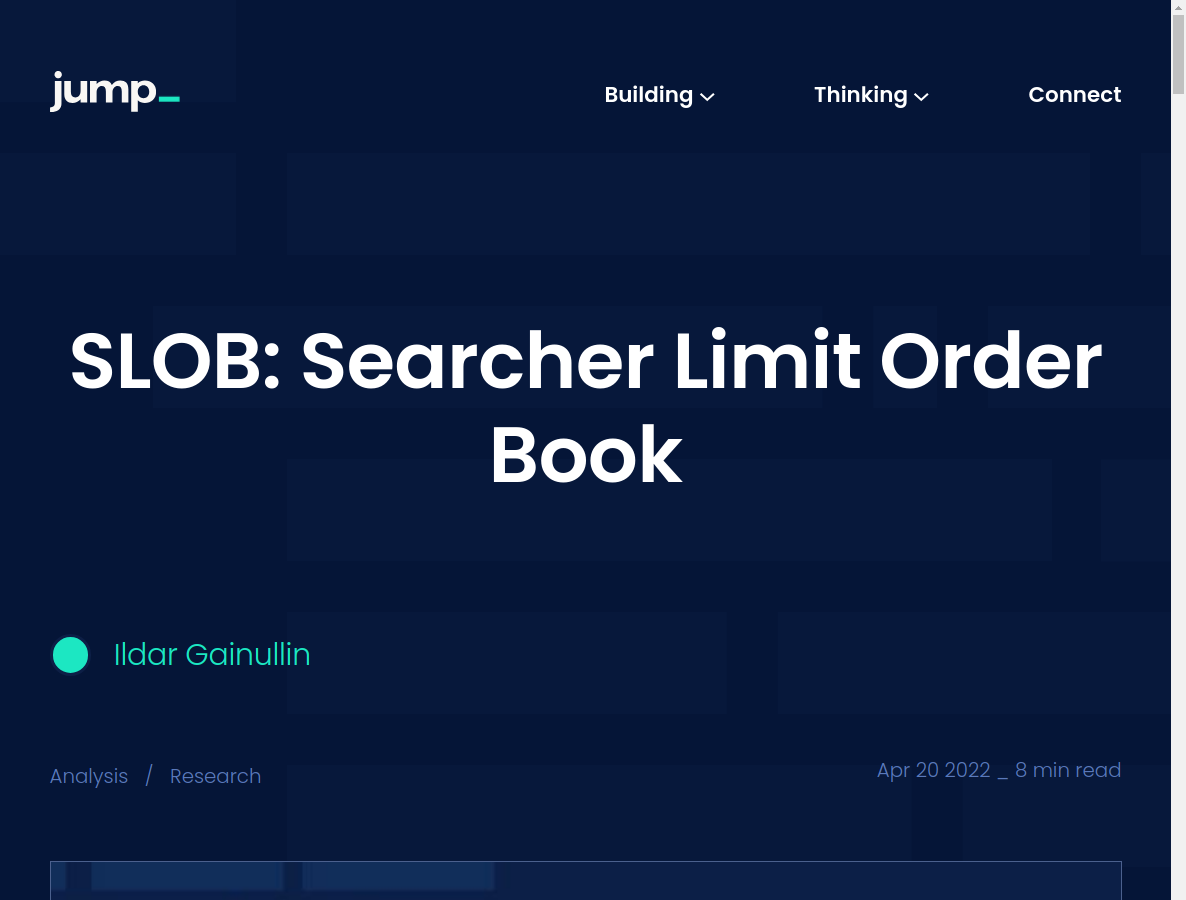 jump_
Building
Thinking
Connect
SLOB: Searcher Limit Order
Book
Ildar Gainullin
Analysis / Research
Apr 20 2022 _ 8 min read